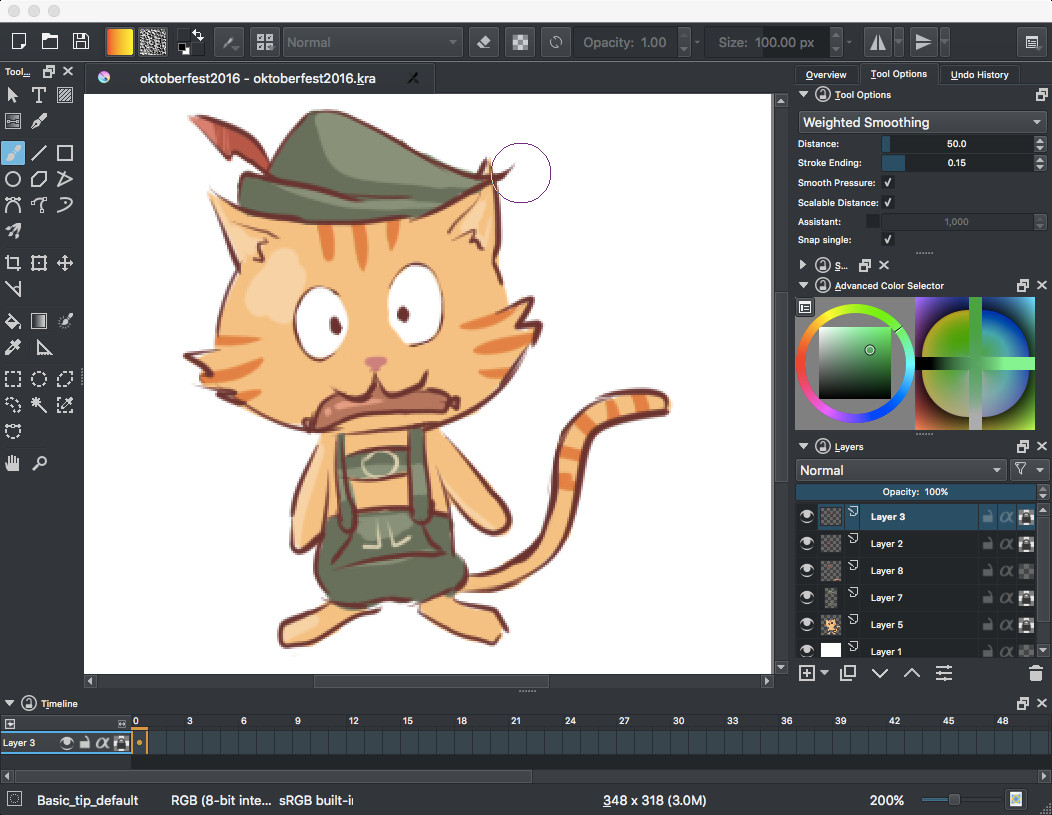 Normal
Opacity: 1.00
Size: 100.00 px
Tool...
oktoberfest2016 - oktoberfest2016.kra
Overview
Tool Options
Undo History
Tool Options
Weighted Smoothing
Distance: 50.0
Stroke Ending: 0.15
Smooth Pressure:
Scalable Distance:
Assistant: 1,000
Snap single:
S...
Advanced Color Selector
Layers
Normal
Opacity: 100%
Layer 3
Layer 2
Layer 8
Layer 7
Layer 5
Layer 1
Timeline
0 3 6 9 12 15 18 21 24 27 30 33 36 39 42 45 48
Layer 3
Basic_tip_default
RGB (8-bit inte... sRGB built-i
348 x 318 (3.0M)
200%